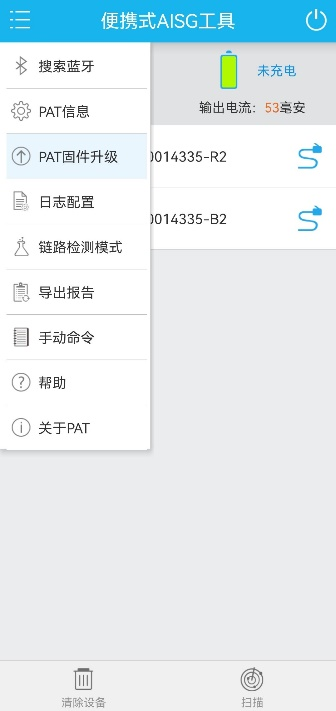 便携式AISG工具
搜索蓝牙
未充电
PAT信息
输出电流：53毫安
PAT固件升级
0014335-R2
日志配置
0014335-B2
链路检测模式
导出报告
手动命令
帮助
关于PAT
清除设备
扫描